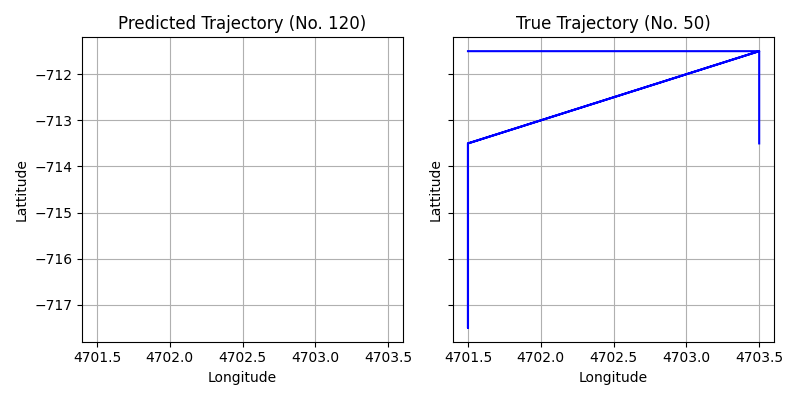 Predicted Trajectory (No. 120)
True Trajectory (No. 50)
−712
−713
−714
−715
−716
−717
Lattitude
Lattitude
4701.5 4702.0 4702.5 4703.0 4703.5
4701.5 4702.0 4702.5 4703.0 4703.5
Longitude
Longitude